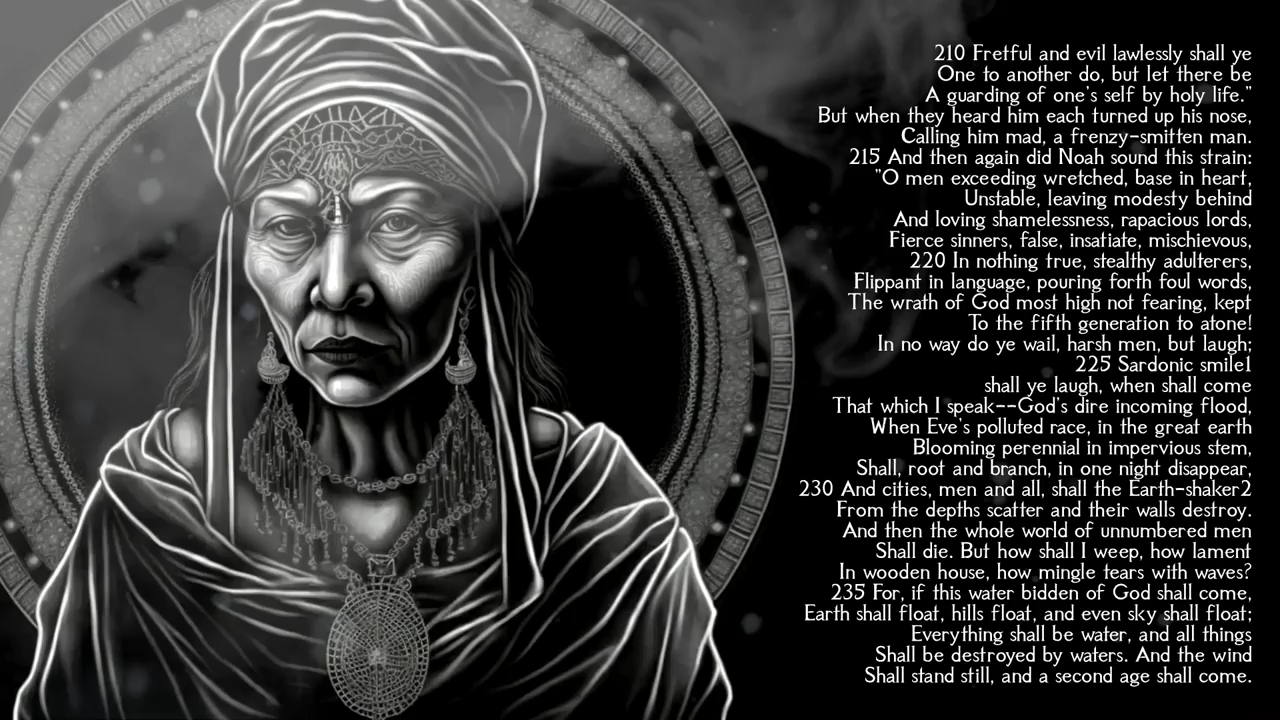 210 Fretful and evil lawlessly shall ye
One to another do, but let there be
A guarding of one's self by holy life."
But when they heard him each turned up his nose,
Calling him mad, a frenzy-smitten man.
215 And then again did Noah sound this strain:
"O men exceeding wretched, base in heart,
Unstable, leaving modesty behind
And loving shamelessness, rapacious lords,
Fierce sinners, false, insatiate, mischievous,
220 In nothing true, stealthy adulterers,
Flippant in language, pouring forth foul words,
The wrath of God most high not fearing, kept
To the fifth generation to atone!
In no way do ye wail, harsh men, but laugh;
225 Sardonic smile1
shall ye laugh, when shall come
That which I speak--God's dire incoming flood,
When Eve's polluted race, in the great earth
Blooming perennial in impervious stem,
Shall, root and branch, in one night disappear,
230 And cities, men and all, shall the Earth-shaker2
From the depths scatter and their walls destroy.
And then the whole world of unnumbered men
Shall die. But how shall I weep, how lament
In wooden house, how mingle tears with waves?
235 For, if this water bidden of God shall come,
Earth shall float, hills float, and even sky shall float;
Everything shall be water, and all things
Shall be destroyed by waters. And the wind
Shall stand still, and a second age shall come.